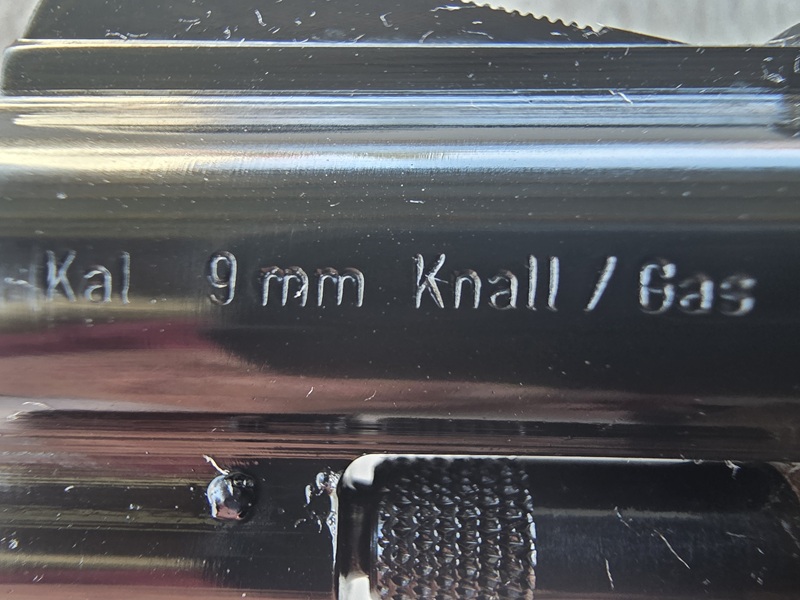 Kal 9 mm Knall / Gas